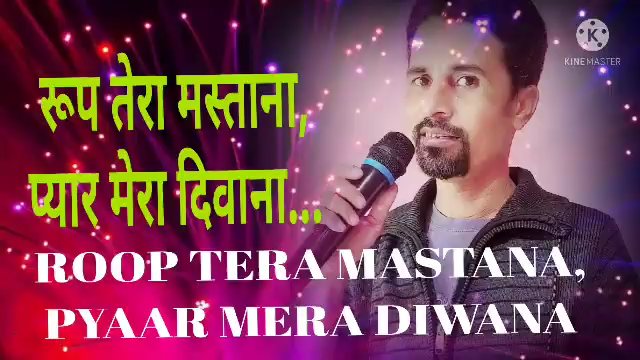 KINEMASTER
रूप तेरा मस्ताना,
प्यार मेरा दिवाना...
ROOP TERA MASTANA,
PYAAR MERA DIWANA